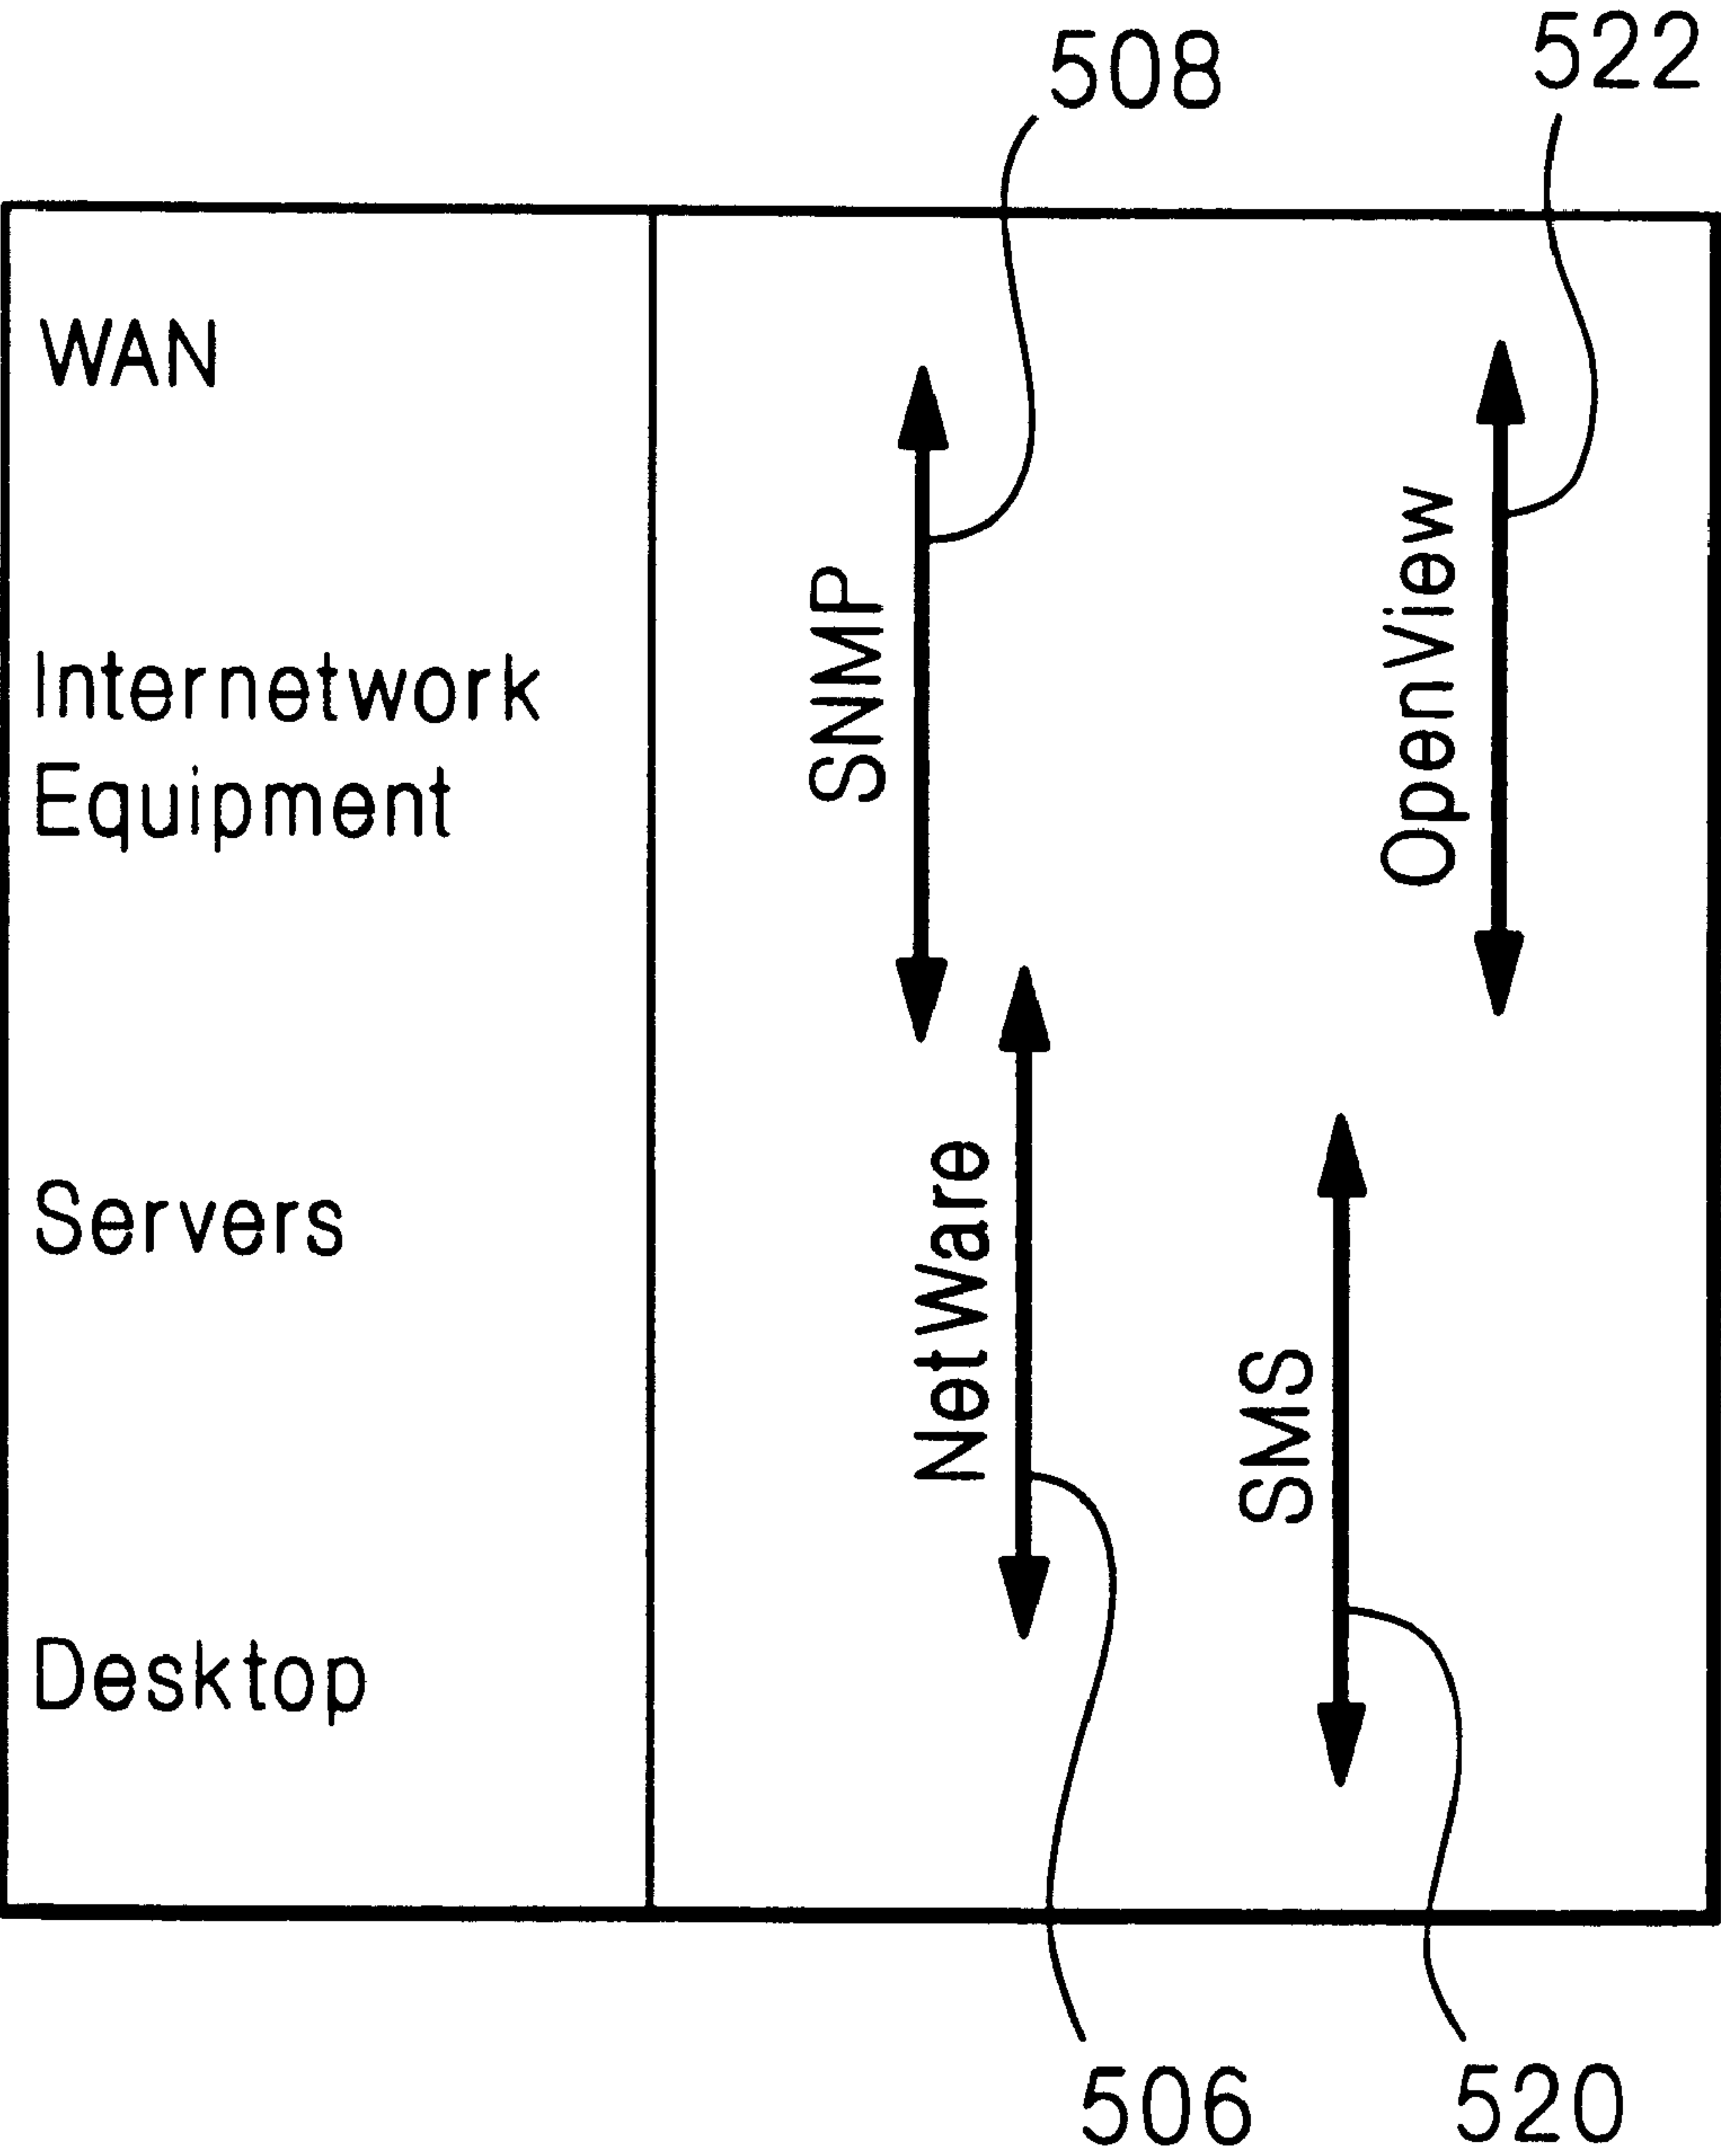 508
522
WAN
Internetwork
Equipment
Servers
Desktop
SNMP
OpenView
NetWare
SMS
506
520